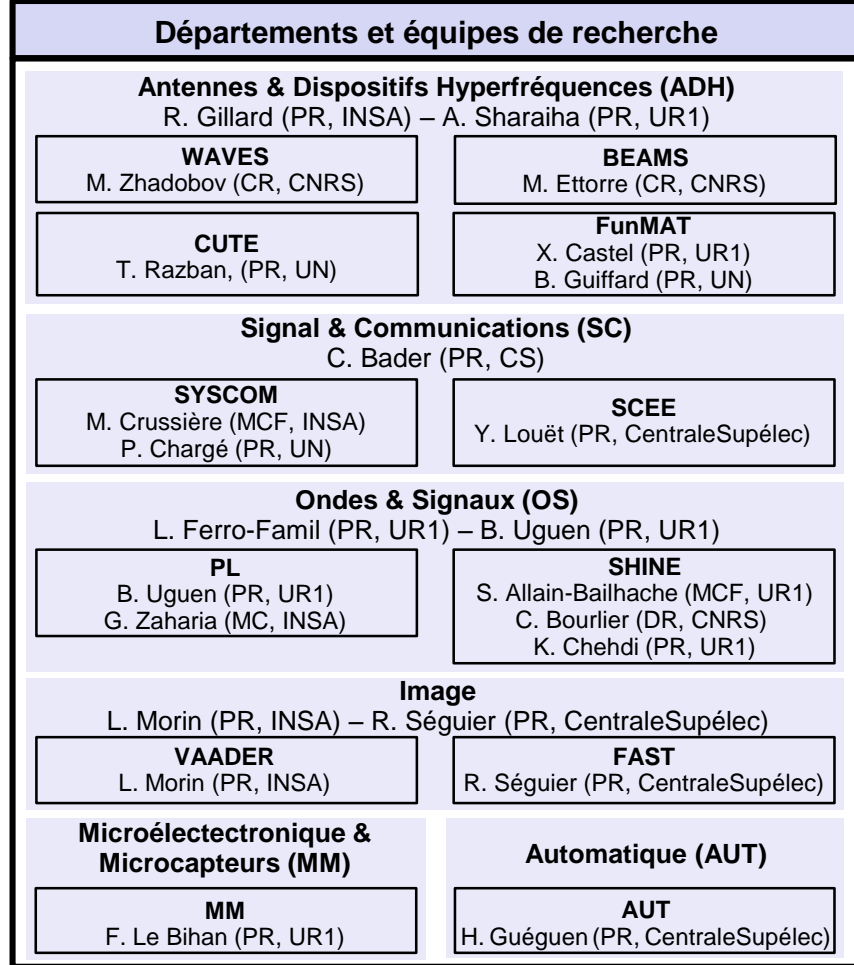 Départements et équipes de recherche
Antennes & Dispositifs Hyperfréquences (ADH)
R. Gillard (PR, INSA) – A. Sharaiha (PR, UR1)
WAVES
M. Zhadobov (CR, CNRS)
BEAMS
M. Ettorre (CR, CNRS)
CUTE
T. Razban, (PR, UN)
FunMAT
X. Castel (PR, UR1)
B. Guiffard (PR, UN)
Signal & Communications (SC)
C. Bader (PR, CS)
SYSCOM
M. Crussière (MCF, INSA)
P. Chargé (PR, UN)
SCEE
Y. Louët (PR, CentraleSupélec)
Ondes & Signaux (OS)
L. Ferro-Famil (PR, UR1) – B. Uguen (PR, UR1)
PL
B. Uguen (PR, UR1)
G. Zaharia (MC, INSA)
SHINE
S. Allain-Bailhache (MCF, UR1)
C. Bourlier (DR, CNRS)
K. Chehdi (PR, UR1)
Image
L. Morin (PR, INSA) – R. Séguier (PR, CentraleSupélec)
VAADER
L. Morin (PR, INSA)
FAST
R. Séguier (PR, CentraleSupélec)
Microélectectronique &
Microcapteurs (MM)
MM
F. Le Bihan (PR, UR1)
Automatique (AUT)
AUT
H. Guéguen (PR, CentraleSupélec)